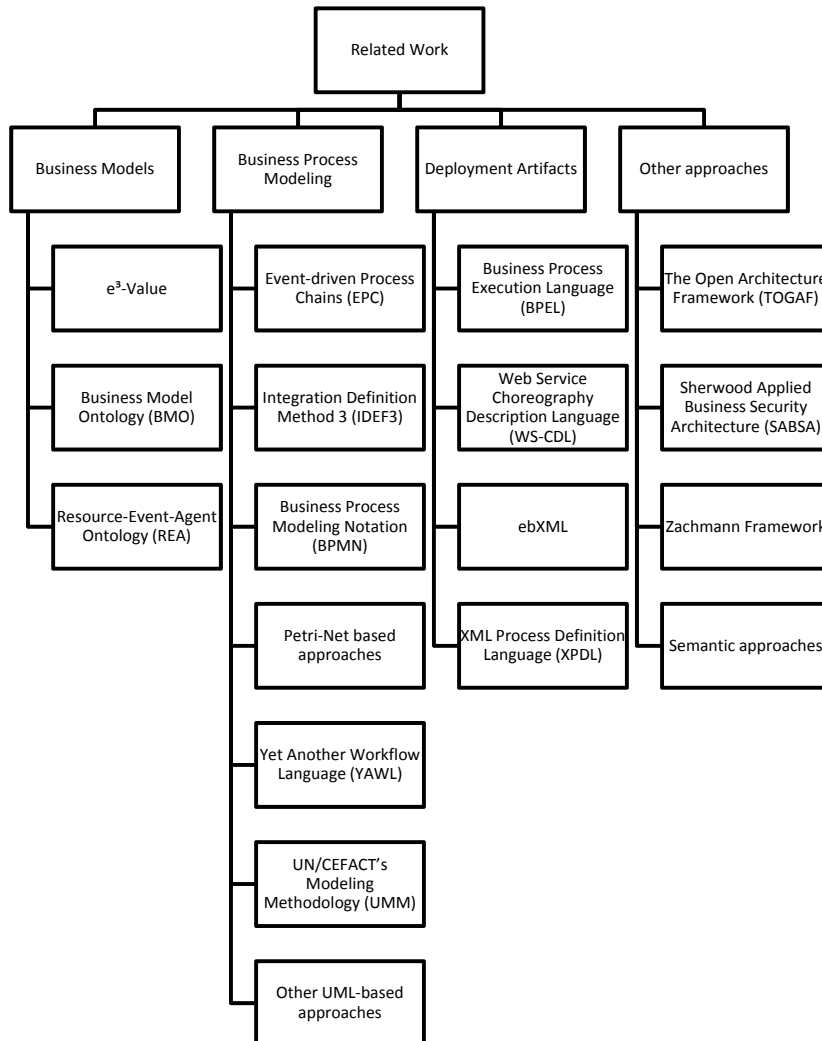 Related Work
Business Models
Business Process
Modeling
Deployment Artifacts
Other approaches
e³-Value
Business Model
Ontology (BMO)
Resource-Event-Agent
Ontology (REA)
Event-driven Process
Chains (EPC)
Integration Definition
Method 3 (IDEF3)
Business Process
Modeling Notation
(BPMN)
Petri-Net based
approaches
Yet Another Workflow
Language (YAWL)
UN/CEFACT’s
Modeling
Methodology (UMM)
Other UML-based
approaches
Business Process
Execution Language
(BPEL)
Web Service
Choreography
Description Language
(WS-CDL)
ebXML
XML Process Definition
Language (XPDL)
The Open Architecture
Framework (TOGAF)
Sherwood Applied
Business Security
Architecture (SABSA)
Zachmann Framework
Semantic approaches